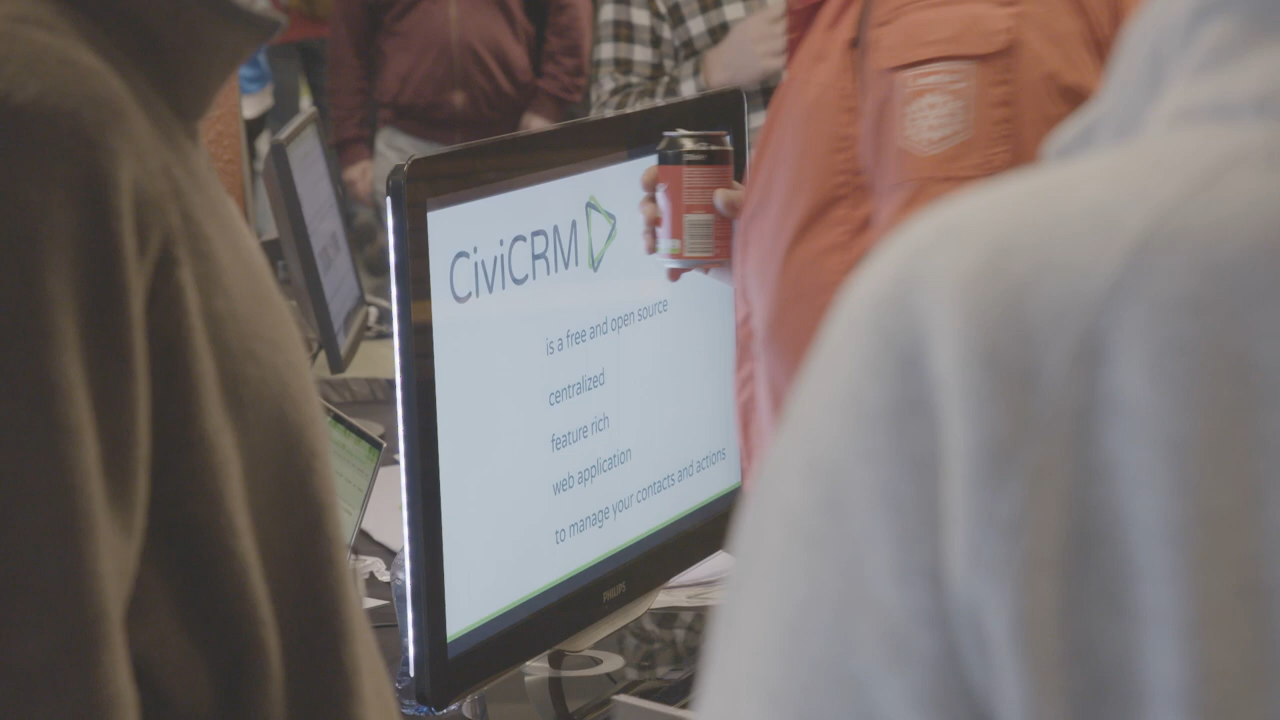 CiviCRM
is a free and open source
centralized
feature rich
web application
to manage your contacts and actions
PHILIPS